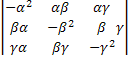 |−α² αβ αγ|
|βα −β² β γ|
|γα βγ −γ²|